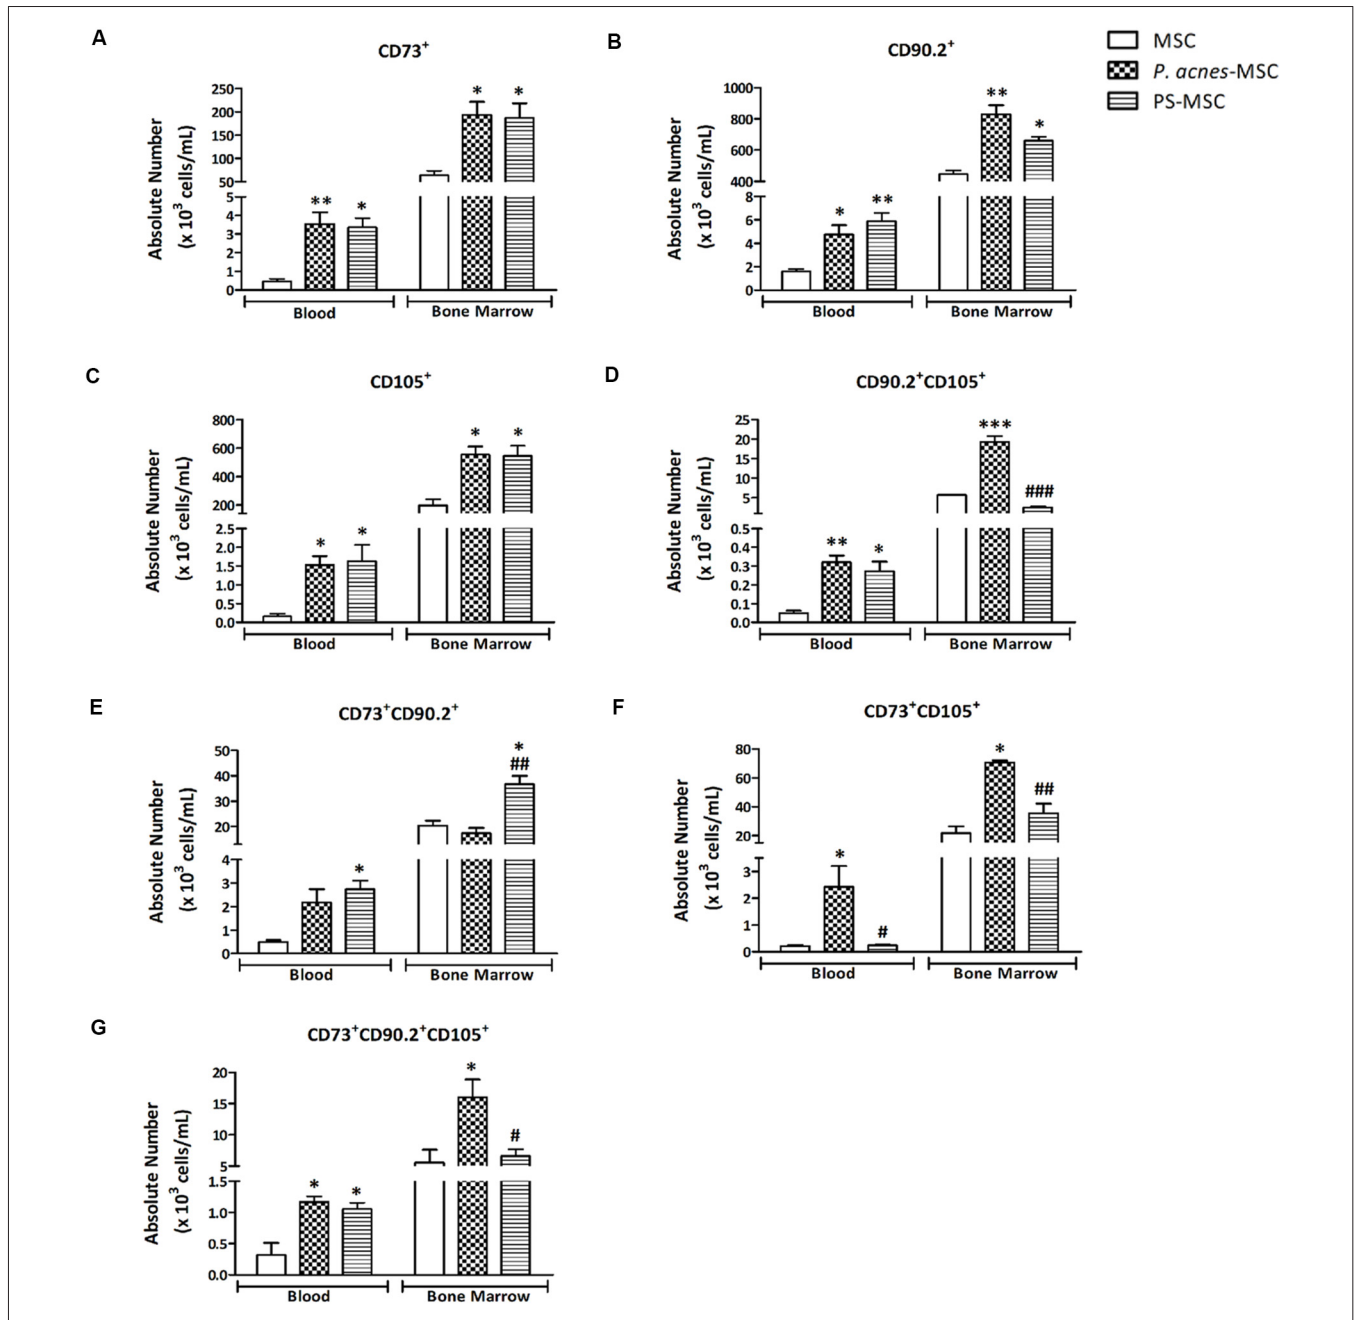 A
CD73⁺
Absolute Number
(x 10³ cells/mL)
250
200
150
100
50
5
4
3
2
1
0
**
*
*
*
Blood
Bone Marrow
B
CD90.2⁺
Absolute Number
(x 10³ cells/mL)
1000
800
600
400
8
6
4
2
0
*
**
**
*
Blood
Bone Marrow
MSC
P. acnes-MSC
PS-MSC
C
CD105⁺
Absolute Number
(x 10³ cells/mL)
800
600
400
200
2.5
2.0
1.5
1.0
0.5
0.0
*
*
*
*
Blood
Bone Marrow
D
CD90.2⁺CD105⁺
Absolute Number
(x 10³ cells/mL)
25
20
15
10
5
0.5
0.4
0.3
0.2
0.1
0.0
**
*
***
###
Blood
Bone Marrow
E
CD73⁺CD90.2⁺
Absolute Number
(x 10³ cells/mL)
50
40
30
20
4
3
2
1
0
*
*
##
Blood
Bone Marrow
F
CD73⁺CD105⁺
Absolute Number
(x 10³ cells/mL)
80
60
40
20
3
2
1
0
*
#
*
##
Blood
Bone Marrow
G
CD73⁺CD90.2⁺CD105⁺
Absolute Number
(x 10³ cells/mL)
20
15
10
5
1.5
1.0
0.5
0.0
*
*
*
#
Blood
Bone Marrow